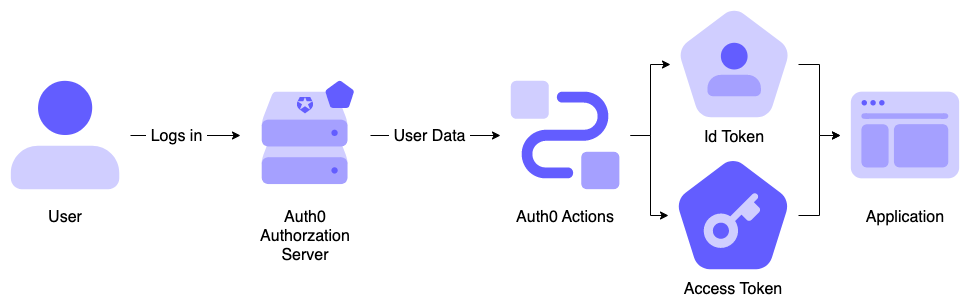 Logs in
User Data
Id Token
User
Auth0
Authorzation
Server
Auth0 Actions
Application
Access Token